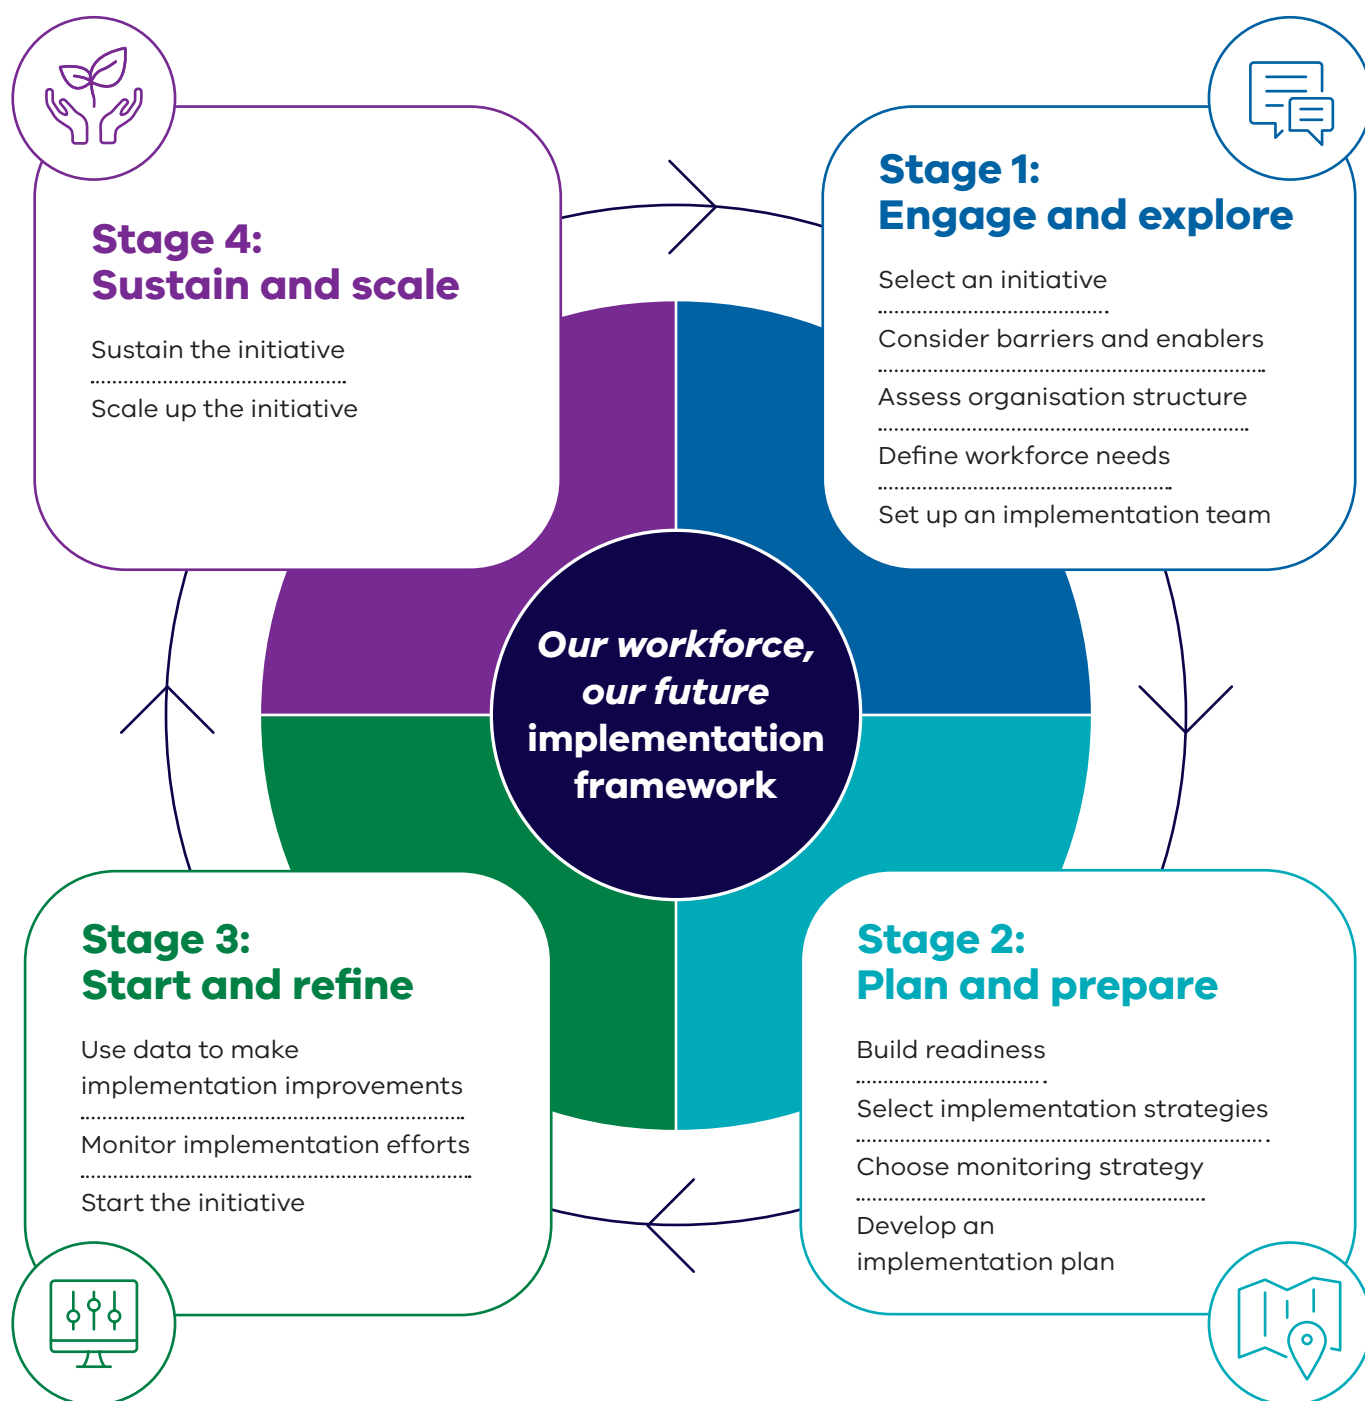 Stage 4:
Sustain and scale
Sustain the initiative
Scale up the initiative
Stage 1:
Engage and explore
Select an initiative
Consider barriers and enablers
Assess organisation structure
Define workforce needs
Set up an implementation team
Our workforce,
our future
implementation
framework
Stage 3:
Start and refine
Use data to make
implementation improvements
Monitor implementation efforts
Start the initiative
Stage 2:
Plan and prepare
Build readiness
Select implementation strategies
Choose monitoring strategy
Develop an
implementation plan